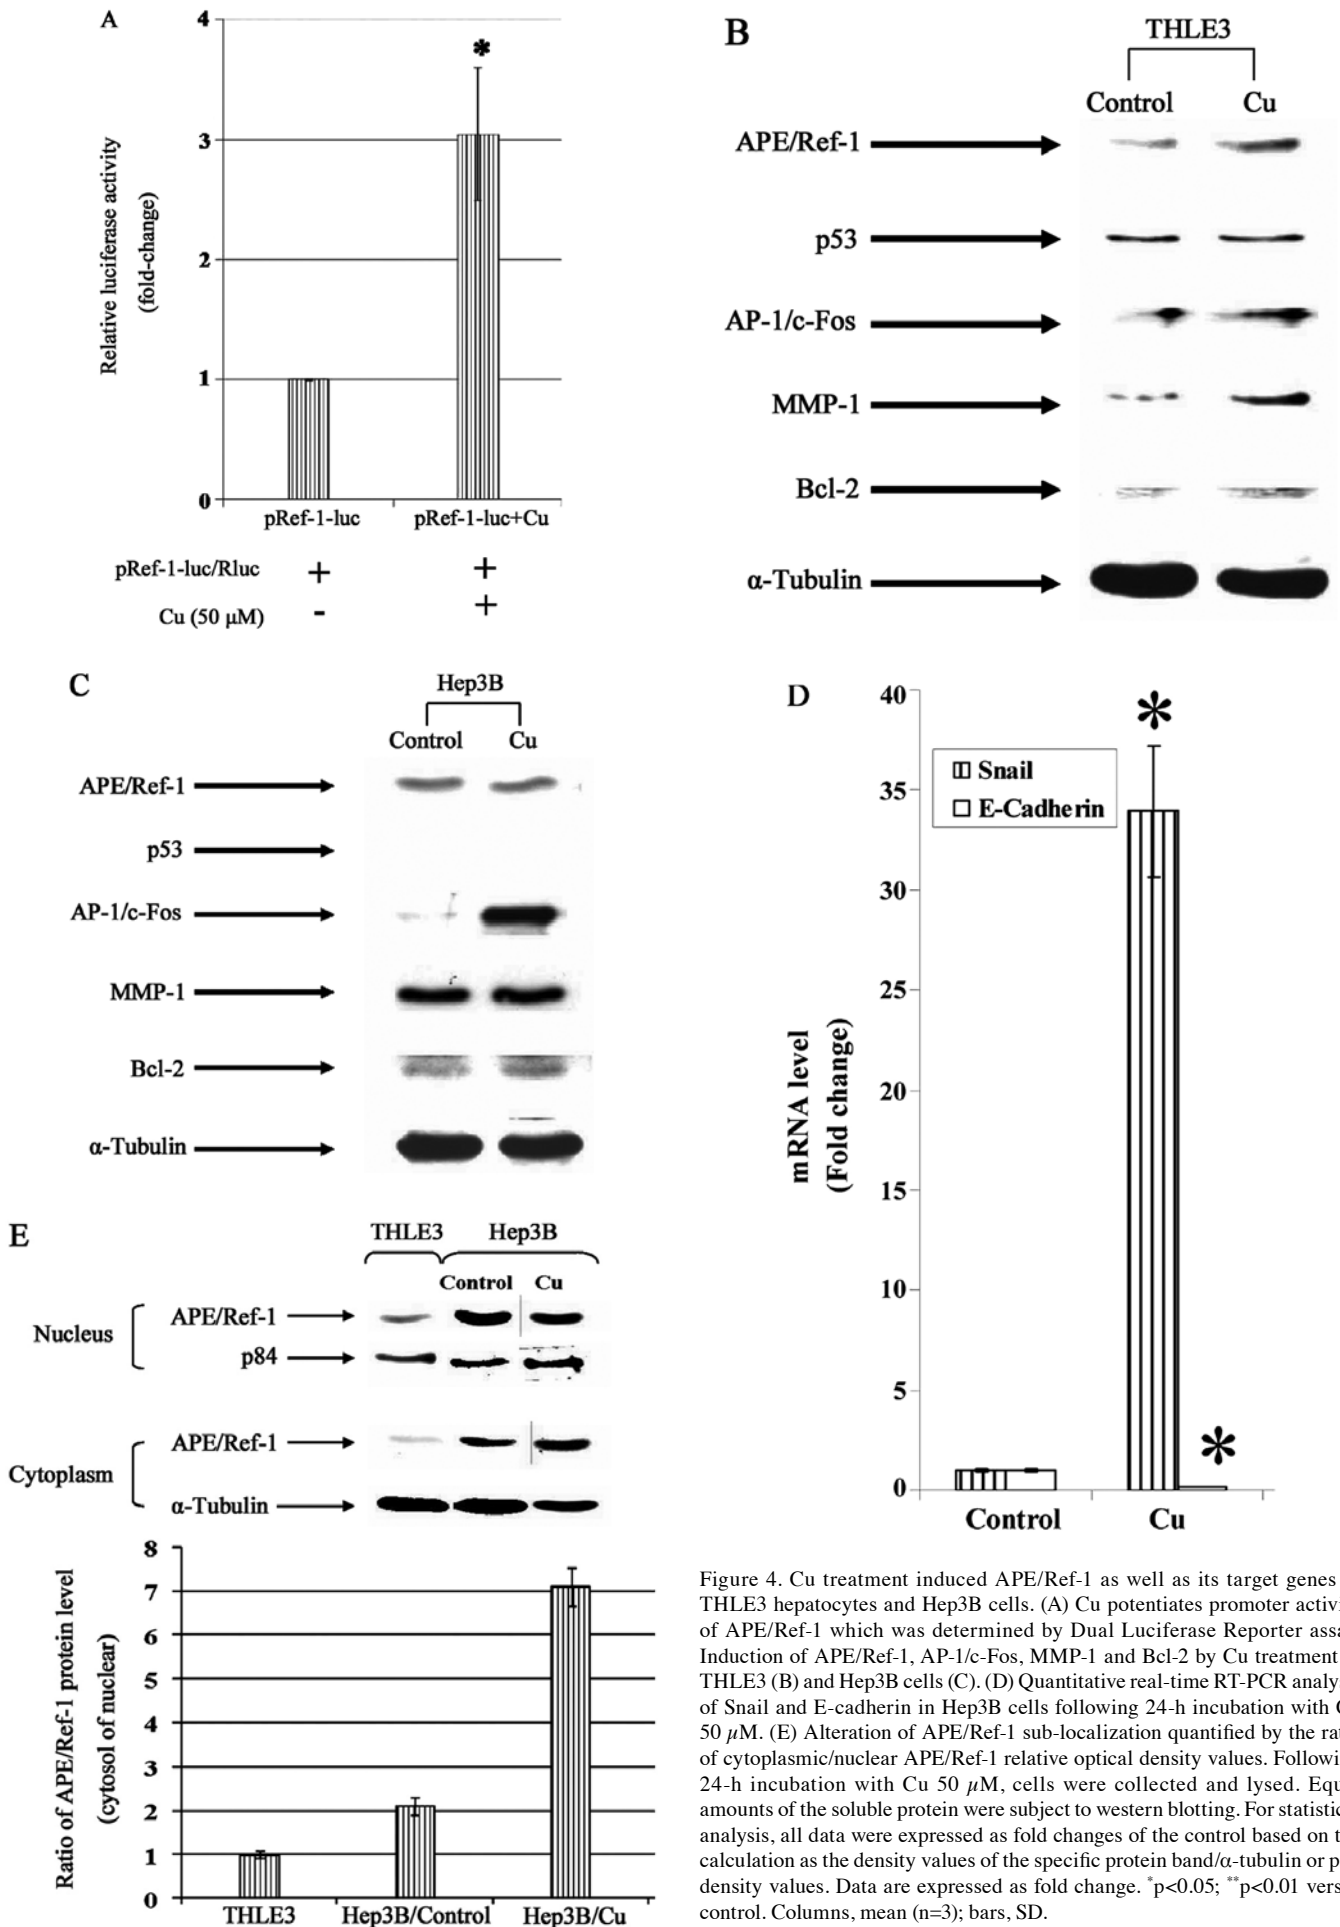 A
4
3
2
1
0
Relative luciferase activity
(fold-change)
*
pRef-1-luc pRef-1-luc+Cu
pRef-1-luc/Rluc + +
Cu (50 µM) - +
B
THLE3
Control Cu
APE/Ref-1
p53
AP-1/c-Fos
MMP-1
Bcl-2
α-Tubulin
C
Hep3B
Control Cu
APE/Ref-1
p53
AP-1/c-Fos
MMP-1
Bcl-2
α-Tubulin
D
40
35
30
25
20
15
10
5
0
mRNA level
(Fold change)
Snail
E-Cadherin
*
*
Control Cu
E
THLE3 Hep3B
Control Cu
Nucleus
APE/Ref-1
p84
Cytoplasm
APE/Ref-1
α-Tubulin
8
7
6
5
4
3
2
1
0
Ratio of APE/Ref-1 protein level
(cytosol of nuclear)
THLE3 Hep3B/Control Hep3B/Cu
Figure 4. Cu treatment induced APE/Ref-1 as well as its target genes
THLE3 hepatocytes and Hep3B cells. (A) Cu potentiates promoter activi
of APE/Ref-1 which was determined by Dual Luciferase Reporter assa
Induction of APE/Ref-1, AP-1/c-Fos, MMP-1 and Bcl-2 by Cu treatment
THLE3 (B) and Hep3B cells (C). (D) Quantitative real-time RT-PCR analys
of Snail and E-cadherin in Hep3B cells following 24-h incubation with C
50 µM. (E) Alteration of APE/Ref-1 sub-localization quantified by the rat
of cytoplasmic/nuclear APE/Ref-1 relative optical density values. Followi
24-h incubation with Cu 50 µM, cells were collected and lysed. Equ
amounts of the soluble protein were subject to western blotting. For statistic
analysis, all data were expressed as fold changes of the control based on t
calculation as the density values of the specific protein band/α-tubulin or p
density values. Data are expressed as fold change. *p<0.05; **p<0.01 vers
control. Columns, mean (n=3); bars, SD.